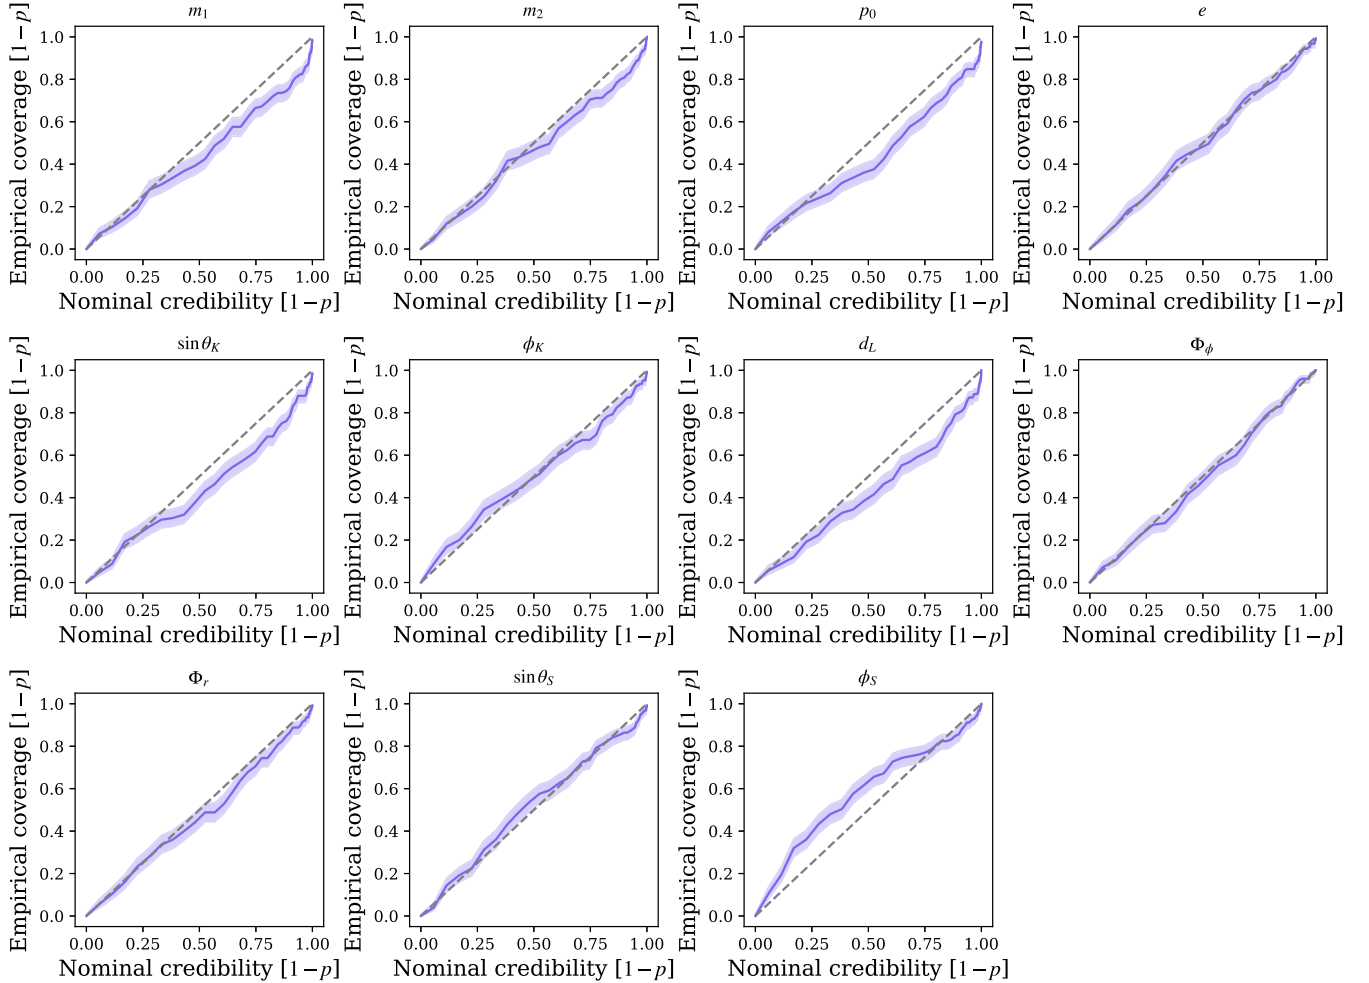 m₁ m₂ p₀ e
Empirical coverage [1−p] Empirical coverage [1−p] Empirical coverage [1−p] Empirical coverage [1−p]
1.0 1.0 1.0 1.0
0.8 0.8 0.8 0.8
0.6 0.6 0.6 0.6
0.4 0.4 0.4 0.4
0.2 0.2 0.2 0.2
0.0 0.0 0.0 0.0
0.00 0.25 0.50 0.75 1.00 0.00 0.25 0.50 0.75 1.00 0.00 0.25 0.50 0.75 1.00 0.00 0.25 0.50 0.75 1.00
Nominal credibility [1−p] Nominal credibility [1−p] Nominal credibility [1−p] Nominal credibility [1−p]
sin θ_K ϕ_K d_L Φ_ϕ
Empirical coverage [1−p] Empirical coverage [1−p] Empirical coverage [1−p] Empirical coverage [1−p]
1.0 1.0 1.0 1.0
0.8 0.8 0.8 0.8
0.6 0.6 0.6 0.6
0.4 0.4 0.4 0.4
0.2 0.2 0.2 0.2
0.0 0.0 0.0 0.0
0.00 0.25 0.50 0.75 1.00 0.00 0.25 0.50 0.75 1.00 0.00 0.25 0.50 0.75 1.00 0.00 0.25 0.50 0.75 1.00
Nominal credibility [1−p] Nominal credibility [1−p] Nominal credibility [1−p] Nominal credibility [1−p]
Φ_r sin θ_S ϕ_S
Empirical coverage [1−p] Empirical coverage [1−p] Empirical coverage [1−p]
1.0 1.0 1.0
0.8 0.8 0.8
0.6 0.6 0.6
0.4 0.4 0.4
0.2 0.2 0.2
0.0 0.0 0.0
0.00 0.25 0.50 0.75 1.00 0.00 0.25 0.50 0.75 1.00 0.00 0.25 0.50 0.75 1.00
Nominal credibility [1−p] Nominal credibility [1−p] Nominal credibility [1−p]